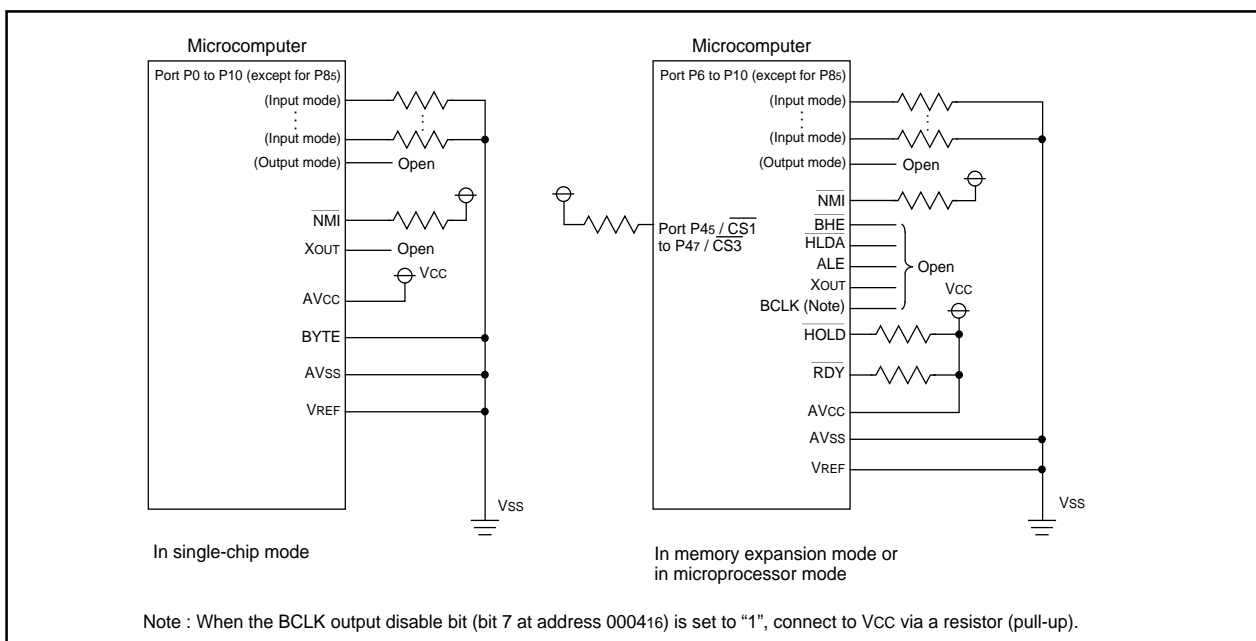 Microcomputer
Port P0 to P10 (except for P85)
(Input mode)
(Input mode)
(Output mode)
Open
NMI
XOUT
Open
VCC
AVCC
BYTE
AVSS
VREF
VSS
In single-chip mode
Microcomputer
Port P6 to P10 (except for P85)
(Input mode)
(Input mode)
(Output mode)
Open
NMI
Port P45 / CS1
to P47 / CS3
BHE
HLDA
ALE
Open
XOUT
VCC
BCLK (Note)
HOLD
RDY
AVCC
AVSS
VREF
VSS
In memory expansion mode or
in microprocessor mode
Note : When the BCLK output disable bit (bit 7 at address 000416) is set to “1”, connect to VCC via a resistor (pull-up).